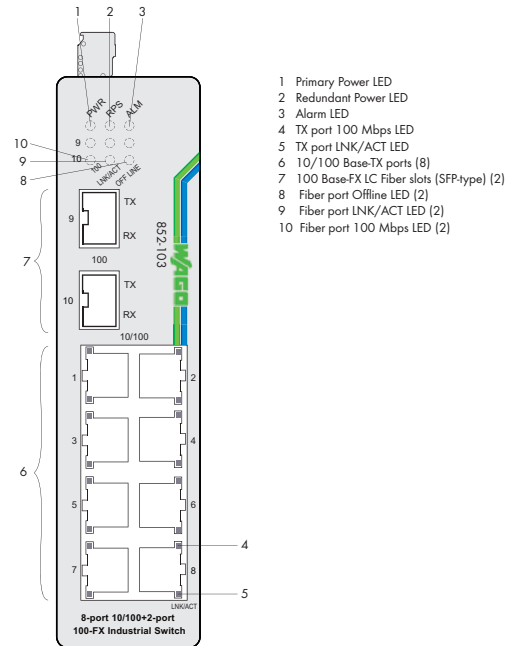 1 2 3
PWR RPS ALM
9
10
100 LNK/ACT OFF LINE
10
9
8
TX
9
RX
100
TX
10
RX
10/100
7
852-103
WAGO
1 2
3 4
5 6
7 8
6
4
5
LNK/ACT
8-port 10/100+2-port
100-FX Industrial Switch
1 Primary Power LED
2 Redundant Power LED
3 Alarm LED
4 TX port 100 Mbps LED
5 TX port LNK/ACT LED
6 10/100 Base-TX ports (8)
7 100 Base-FX LC Fiber slots (SFP-type) (2)
8 Fiber port Offline LED (2)
9 Fiber port LNK/ACT LED (2)
10 Fiber port 100 Mbps LED (2)